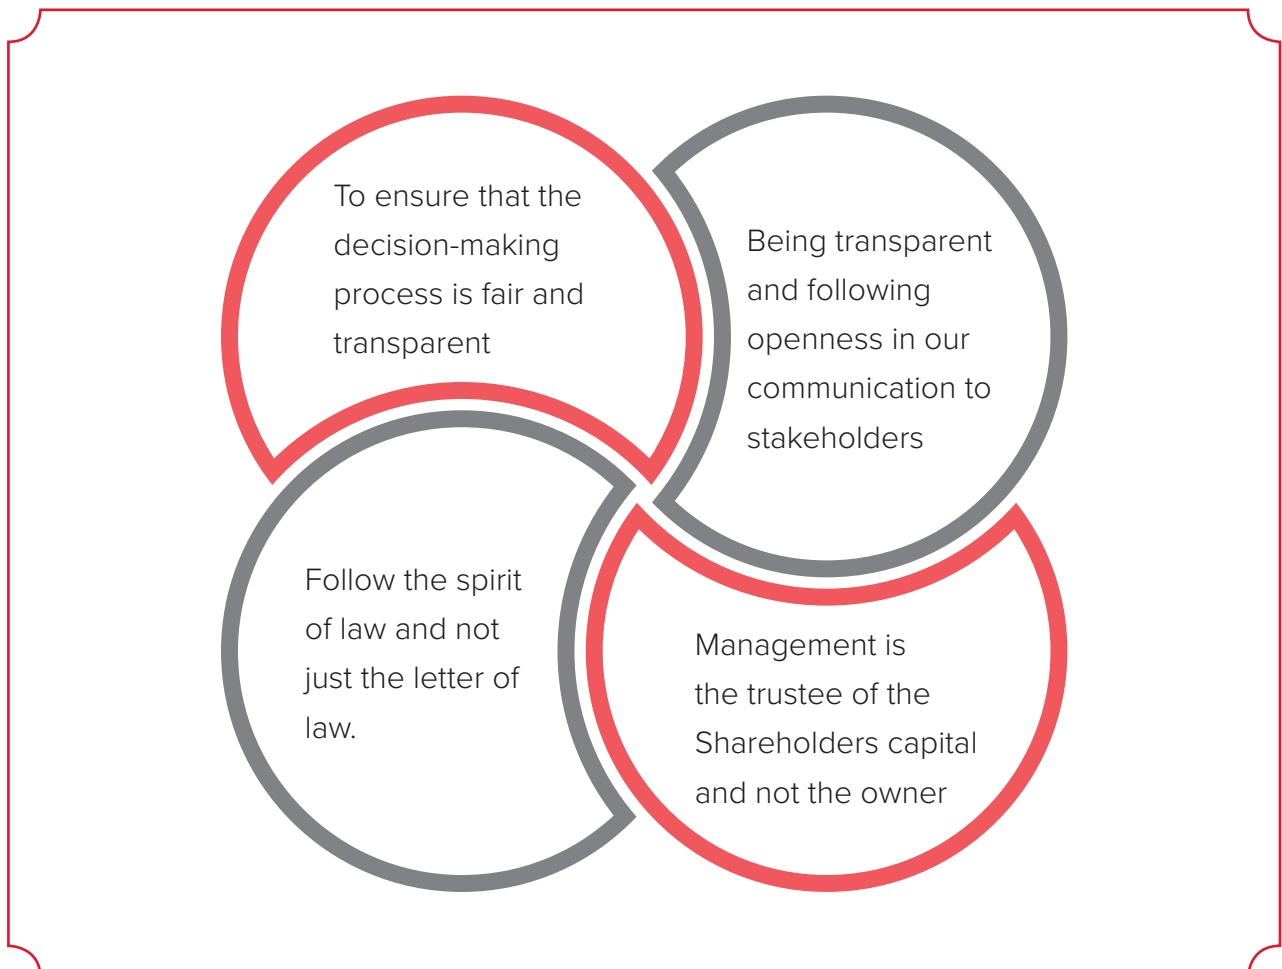 To ensure that the
decision-making
process is fair and
transparent
Being transparent
and following
openness in our
communication to
stakeholders
Follow the spirit
of law and not
just the letter of
law.
Management is
the trustee of the
Shareholders capital
and not the owner